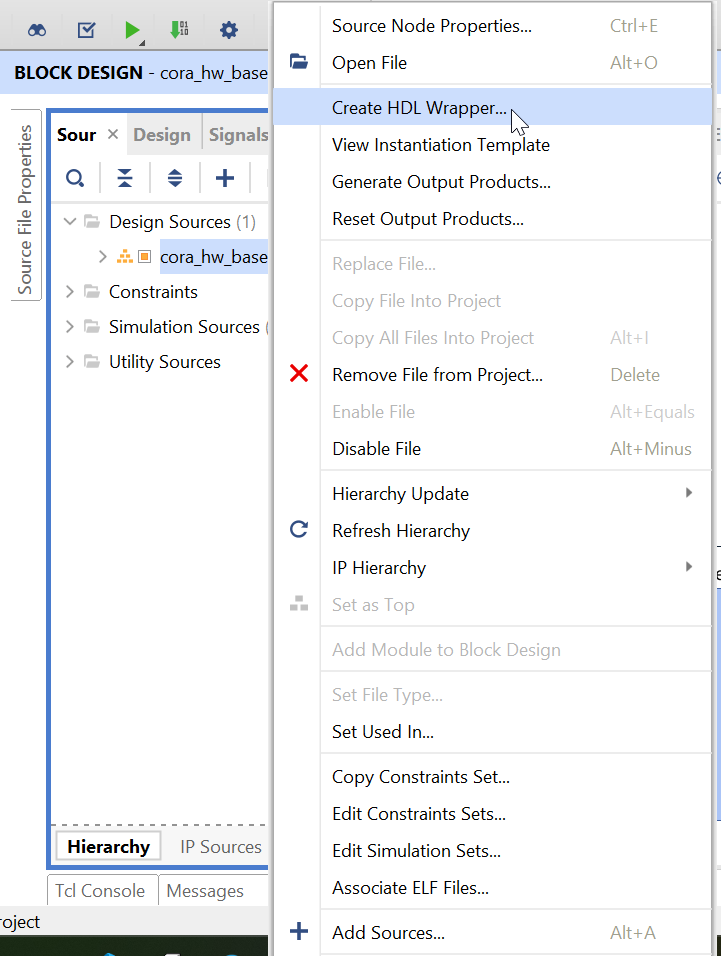 BLOCK DESIGN - cora_hw_base
Source File Properties
Sour
Design
Signals
Design Sources (1)
cora_hw_base
Constraints
Simulation Sources (
Utility Sources
Hierarchy
IP Sources
Tcl Console
Messages
roject
Source Node Properties... Ctrl+E
Open File Alt+O
Create HDL Wrapper...
View Instantiation Template
Generate Output Products...
Reset Output Products...
Replace File...
Copy File Into Project
Copy All Files Into Project Alt+I
Remove File from Project... Delete
Enable File Alt+Equals
Disable File Alt+Minus
Hierarchy Update
Refresh Hierarchy
IP Hierarchy
Set as Top
Add Module to Block Design
Set File Type...
Set Used In...
Copy Constraints Set...
Edit Constraints Sets...
Edit Simulation Sets...
Associate ELF Files...
Add Sources... Alt+A